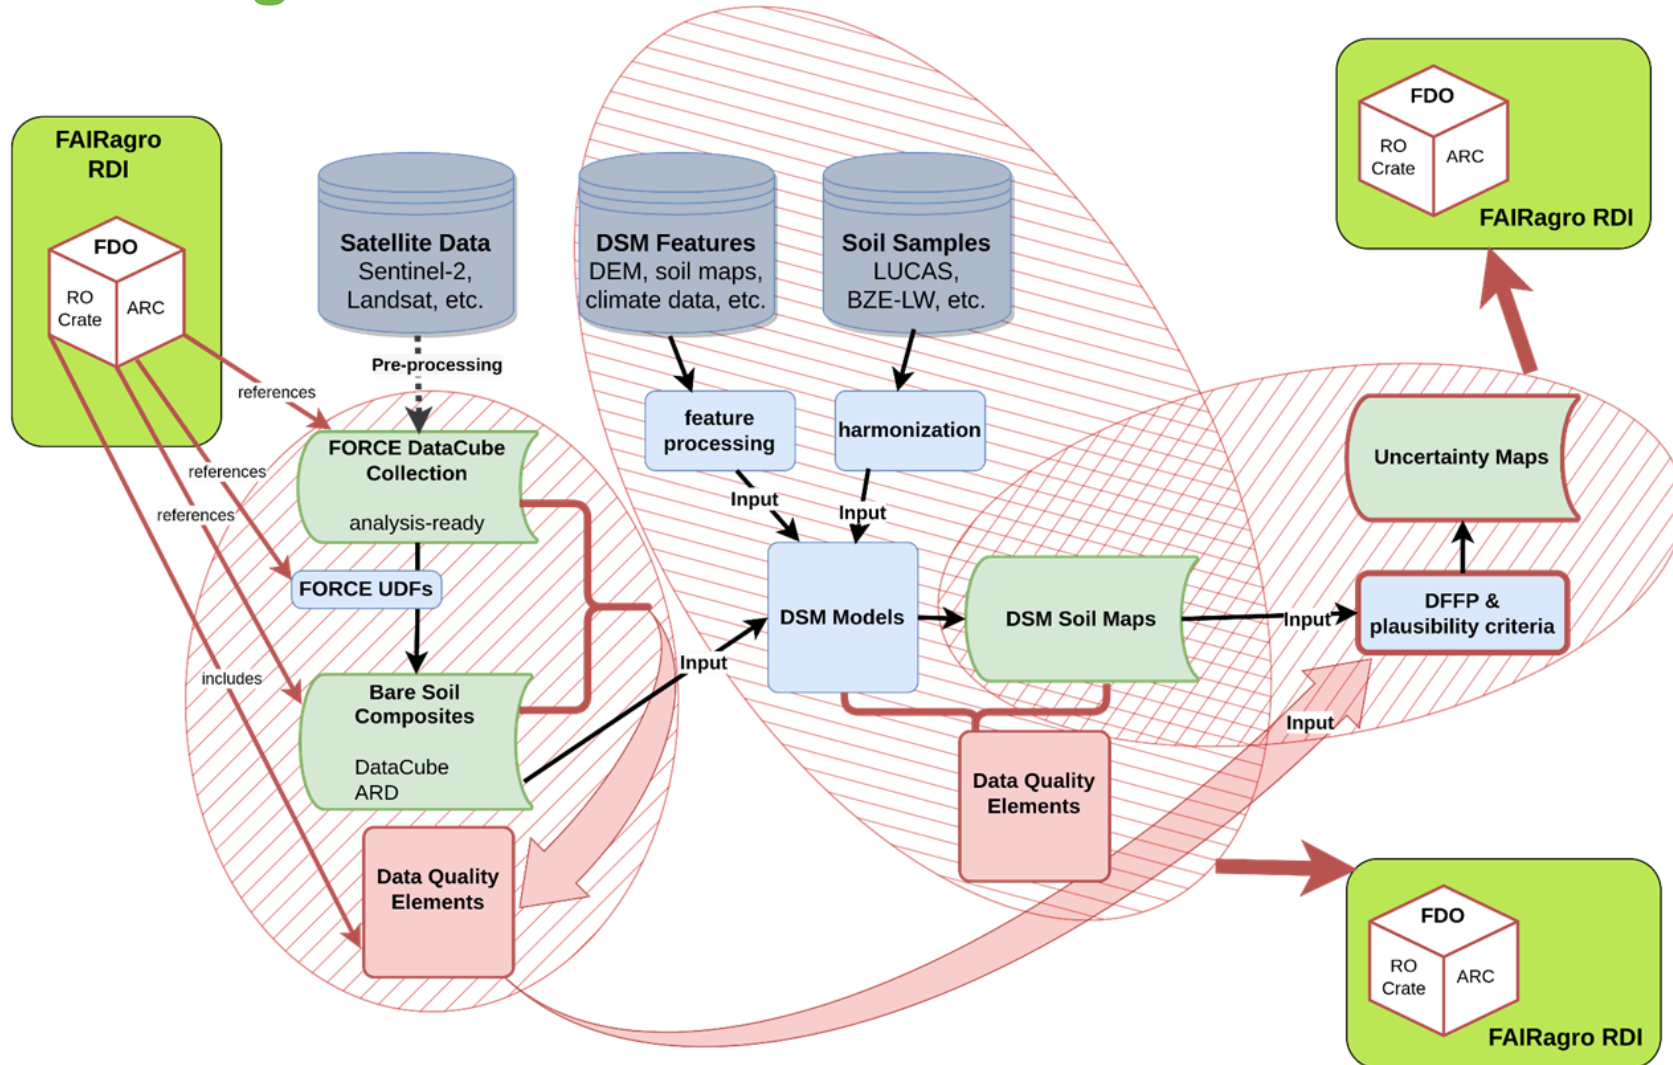 FAIRagro
RDI
FDO
RO
Crate
ARC
Satellite Data
Sentinel-2,
Landsat, etc.
DSM Features
DEM, soil maps,
climate data, etc.
Soil Samples
LUCAS,
BZE-LW, etc.
FDO
RO
Crate
ARC
FAIRagro RDI
Pre-processing
references
references
references
includes
FORCE DataCube
Collection
analysis-ready
FORCE UDFs
Bare Soil
Composites
DataCube
ARD
Data Quality
Elements
feature
processing
harmonization
Input
Input
Input
DSM Models
DSM Soil Maps
Data Quality
Elements
Input
Input
Uncertainty Maps
DFFP &
plausibility criteria
FDO
RO
Crate
ARC
FAIRagro RDI